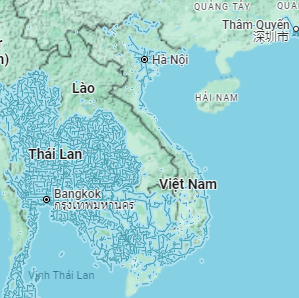 QUẢNG TÂY
QUẢNG
Thâm Quyến
深圳市
Hà Nội
Lào
HẢI NAM
Thái Lan
Việt Nam
Bangkok
กรุงเทพมหานคร
Vịnh Thái Lan